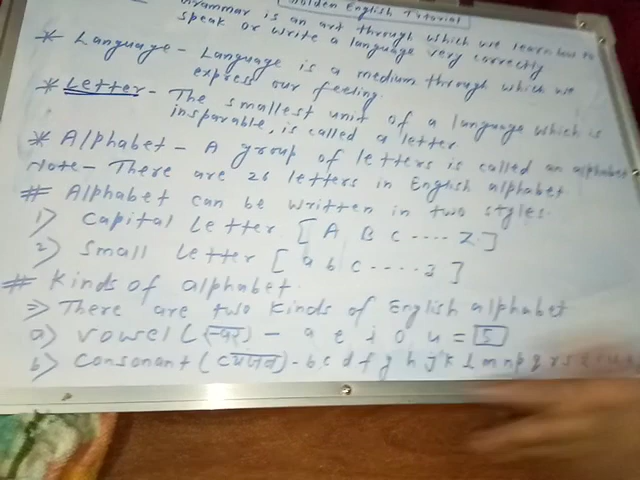 Golden English Tutorial
Grammar is an art through which we learn how to
speak or write a language very correctly
* Language - Language is a medium through which we
express our feeling.
* Letter - The smallest unit of a language which is
insparable, is called a letter
* Alphabet - A group of letters is called an alphabet
Note - There are 26 letters in English alphabet
# Alphabet can be written in two styles.
1) Capital letter [ A B C .... Z ]
2) Small letter [ a b c ..... z ]
# Kinds of alphabet.
⇒ There are two kinds of English alphabet
a) Vowel (स्वर) - a e i o u = 5
b) Consonant (व्यंजन) - b c d f g h j k l m n p q r s t